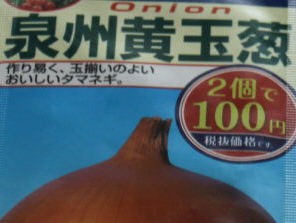 Onion
泉州黄玉葱
作り易く、玉揃いのよい
おいしいタマネギ。
2個で
100円
税抜価格です。